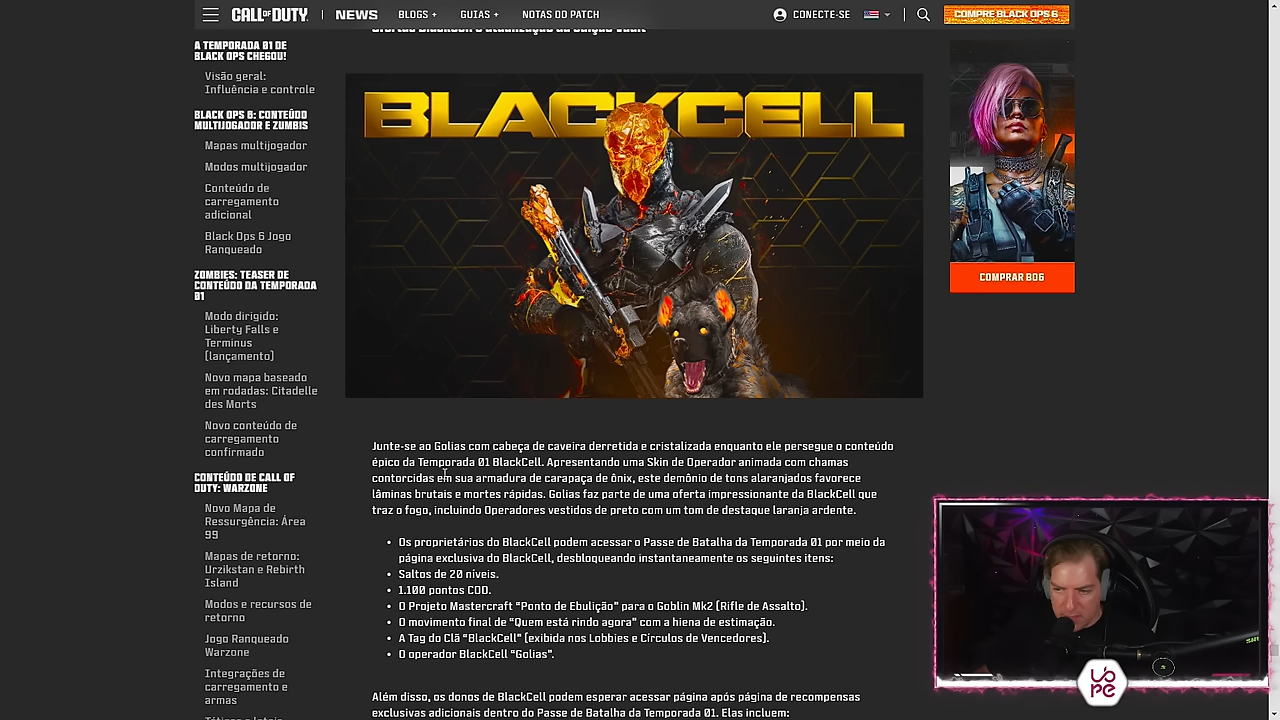 CALL OF DUTY | NEWS BLOGS + GUIAS + NOTAS DO PATCH CONECTE-SE COMPRE BLACK OPS 6
A TEMPORADA 01 DE
BLACK OPS CHEGOU!
Visão geral:
Influência e controle
BLACK OPS 6: CONTEÚDO
MULTIJOGADOR E ZUMBIS
Mapas multijogador
Modos multijogador
Conteúdo de
carregamento
adicional
Black Ops 6 Jogo
Ranqueado
ZOMBIES: TEASER DE
CONTEÚDO DA TEMPORADA
01
Modo dirigido:
Liberty Falls e
Terminus
(lançamento)
Novo mapa baseado
em rodadas: Citadelle
des Morts
Novo conteúdo de
carregamento
confirmado
CONTEÚDO DE CALL OF
DUTY: WARZONE
Novo Mapa de
Ressurgência: Área
99
Mapas de retorno:
Urzikstan e Rebirth
Island
Modos e recursos de
retorno
Jogo Ranqueado
Warzone
Integrações de
carregamento e
armas
BLACKCELL
Junte-se ao Golias com cabeça de caveira derretida e cristalizada enquanto ele persegue o conteúdo
épico da Temporada 01 BlackCell. Apresentando uma Skin de Operador animada com chamas
contorcidas em sua armadura de carapaça de ônix, este demônio de tons alaranjados favorece
lâminas brutais e mortes rápidas. Golias faz parte de uma oferta impressionante da BlackCell que
traz o fogo, incluindo Operadores vestidos de preto com um tom de destaque laranja ardente.
• Os proprietários do BlackCell podem acessar o Passe de Batalha da Temporada 01 por meio da
página exclusiva do BlackCell, desbloqueando instantaneamente os seguintes itens:
• Saltos de 20 níveis.
• 1.100 pontos COD.
• O Projeto Mastercraft "Ponto de Ebulição" para o Goblin Mk2 (Rifle de Assalto).
• O movimento final de "Quem está rindo agora" com a hiena de estimação.
• A Tag do Clã "BlackCell" (exibida nos Lobbies e Círculos de Vencedores).
• O operador BlackCell "Golias".
Além disso, os donos de BlackCell podem esperar acessar página após página de recompensas
exclusivas adicionais dentro do Passe de Batalha da Temporada 01. Elas incluem:
COMPRAR BO6